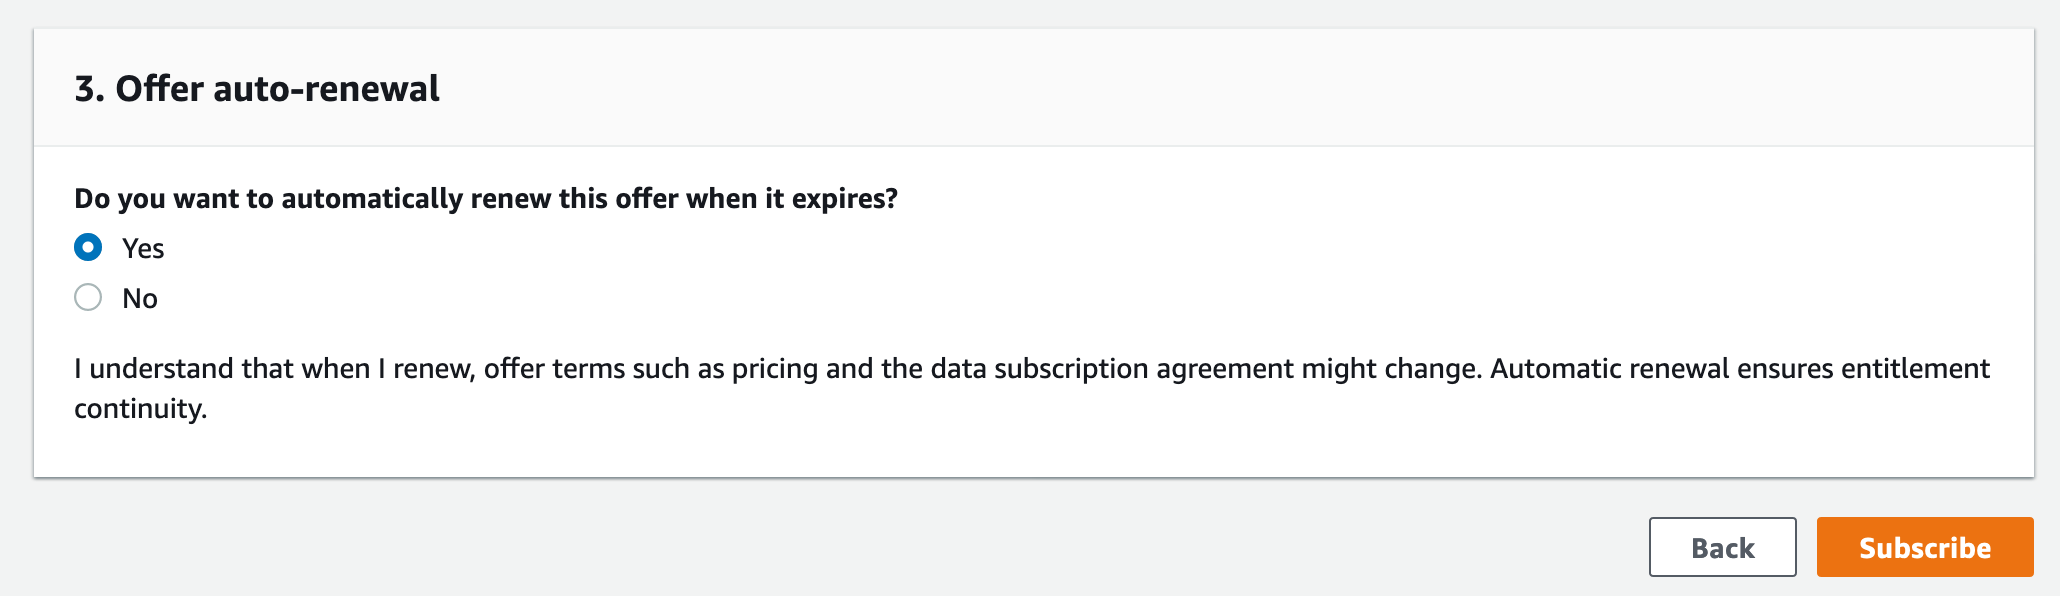 3. Offer auto-renewal
Do you want to automatically renew this offer when it expires?
Yes
No
I understand that when I renew, offer terms such as pricing and the data subscription agreement might change. Automatic renewal ensures entitlement
continuity.
Back
Subscribe